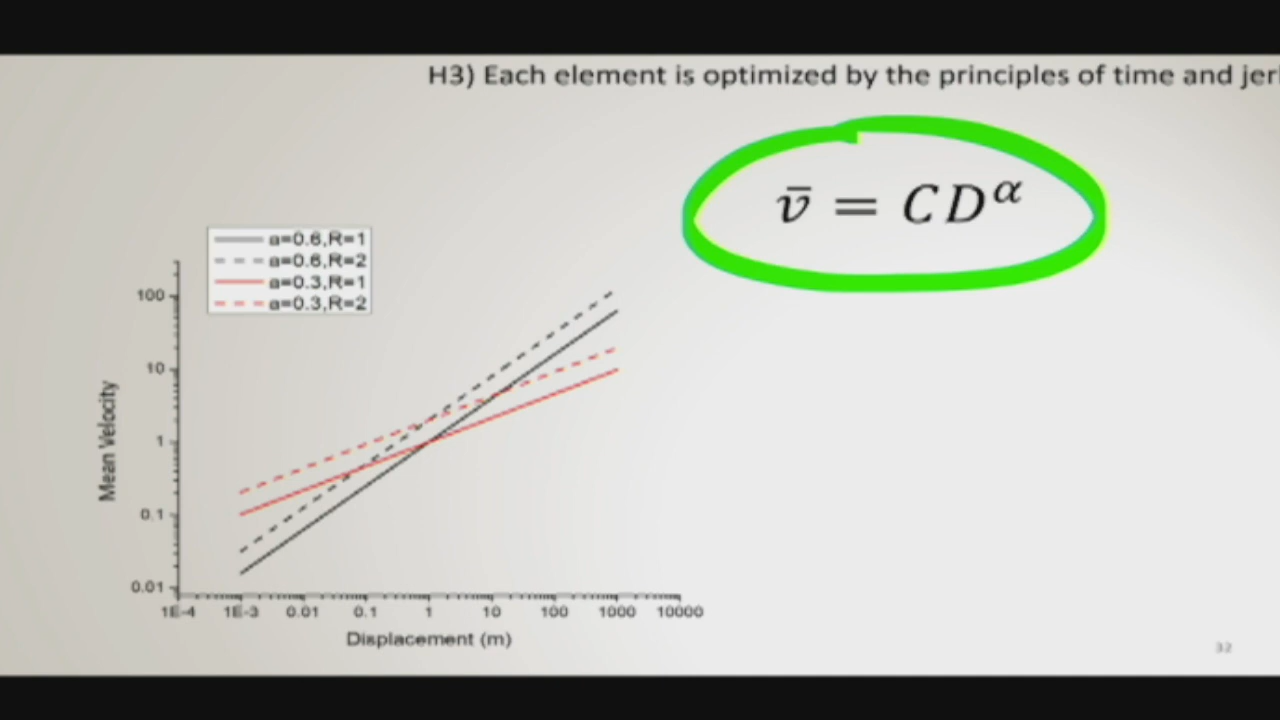 H3) Each element is optimized by the principles of time and jer
v̄ = CD^α
a=0.6,R=1
a=0.6,R=2
a=0.3,R=1
a=0.3,R=2
100
10
1
0.1
0.01
Mean Velocity
1E-4 1E-3 0.01 0.1 1 10 100 1000 10000
Displacement (m)
32